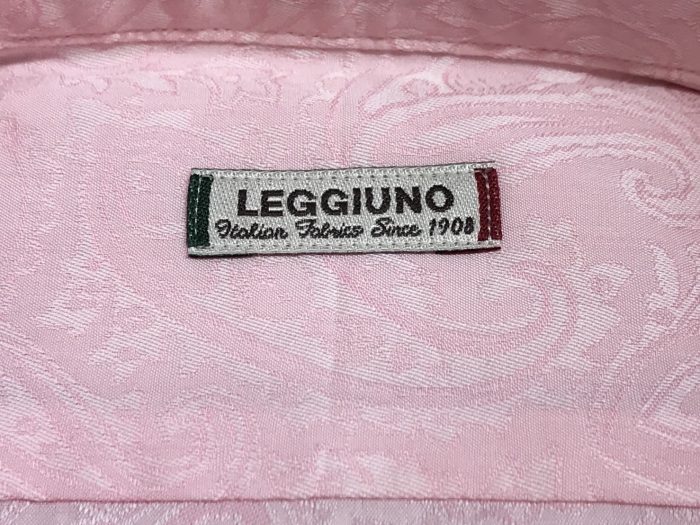 LEGGIUNO
Italian Fabrics Since 1908